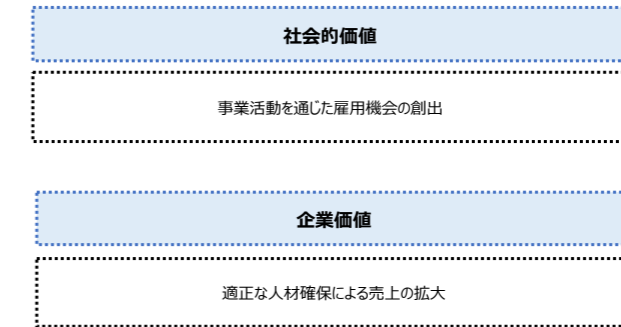 社会的価値
事業活動を通じた雇用機会の創出
企業価値
適正な人材確保による売上の拡大